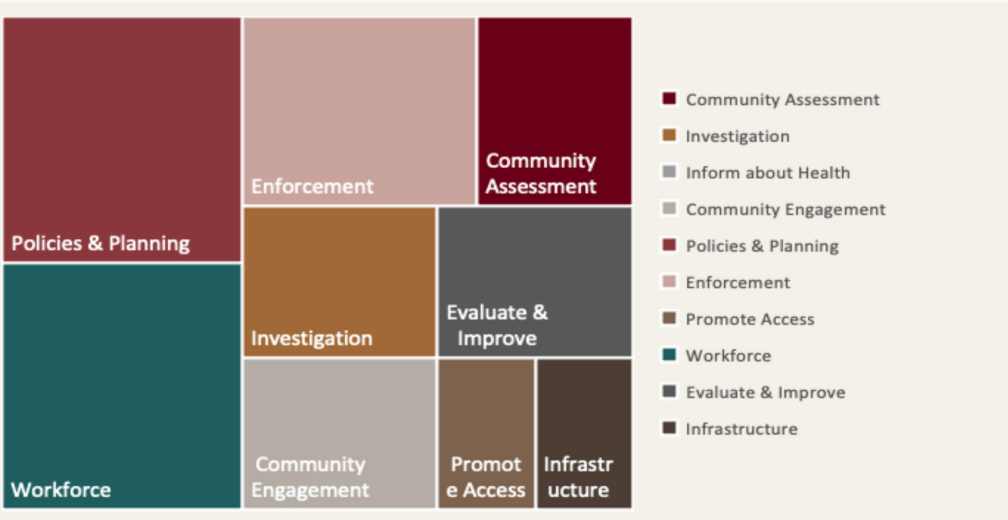 Policies & Planning
Workforce
Enforcement
Community
Assessment
Investigation
Evaluate &
Improve
Community
Engagement
Promot
e Access
Infrastr
ucture
Community Assessment
Investigation
Inform about Health
Community Engagement
Policies & Planning
Enforcement
Promote Access
Workforce
Evaluate & Improve
Infrastructure